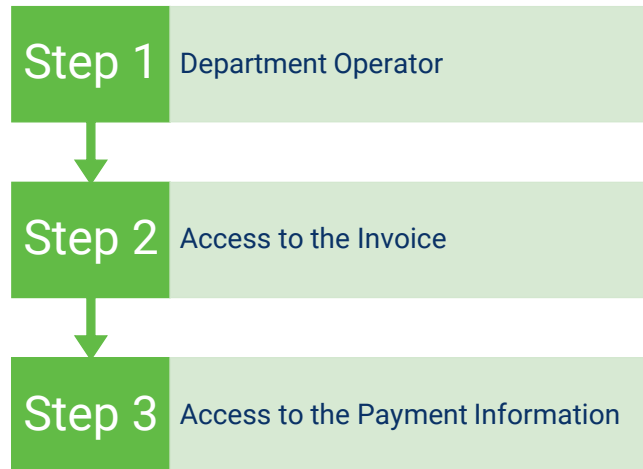 Step 1 Department Operator
Step 2 Access to the Invoice
Step 3 Access to the Payment Information